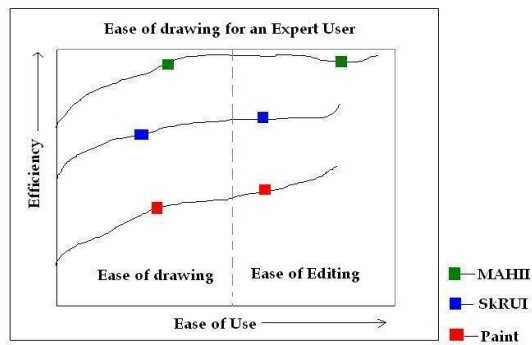 Ease of drawing for an Expert User
Efficiency
Ease of drawing
Ease of Editing
Ease of Use
MAHII
SkRUI
Paint